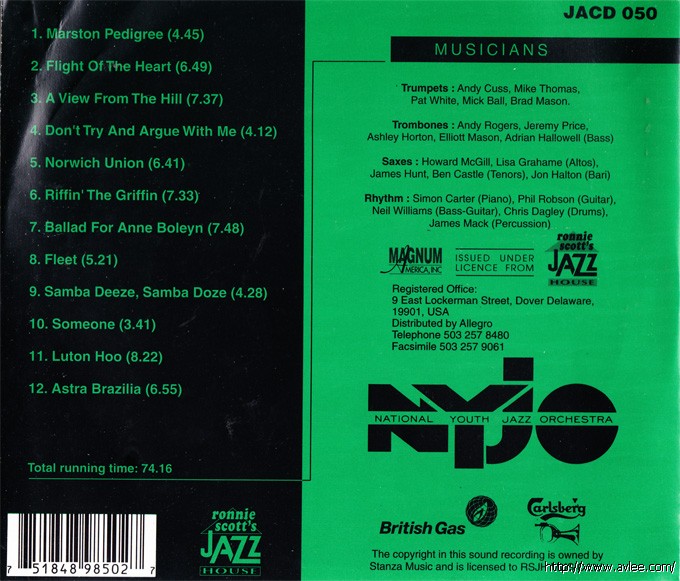 1. Marston Pedigree (4.45)
2. Flight Of The Heart (6.49)
3. A View From The Hill (7.37)
4. Don't Try And Argue With Me (4.12)
5. Norwich Union (6.41)
6. Riffin' The Griffin (7.33)
7. Ballad For Anne Boleyn (7.48)
8. Fleet (5.21)
9. Samba Deeze, Samba Doze (4.28)
10. Someone (3.41)
11. Luton Hoo (8.22)
12. Astra Brazilia (6.55)
Total running time: 74.16
7 51848 98502 7
ronnie
scott's
JAZZ
HOUSE
JACD 050
MUSICIANS
Trumpets : Andy Cuss, Mike Thomas,
Pat White, Mick Ball, Brad Mason.
Trombones : Andy Rogers, Jeremy Price,
Ashley Horton, Elliott Mason, Adrian Hallowell (Bass)
Saxes : Howard McGill, Lisa Grahame (Altos),
James Hunt, Ben Castle (Tenors), Jon Halton (Bari)
Rhythm : Simon Carter (Piano), Phil Robson (Guitar),
Neil Williams (Bass-Guitar), Chris Dagley (Drums),
James Mack (Percussion)
MAGNUM
AMERICA, INC
ISSUED UNDER
LICENCE FROM
ronnie
scott's
JAZZ
HOUSE
Registered Office:
9 East Lockerman Street, Dover Delaware,
19901, USA
Distributed by Allegro
Telephone 503 257 8480
Facsimile 503 257 9061
NYJO
NATIONAL YOUTH JAZZ ORCHESTRA
British Gas
Carlsberg
The copyright in this sound recording is owned by
Stanza Music and is licensed to RSJH
http://www.avlee.com/